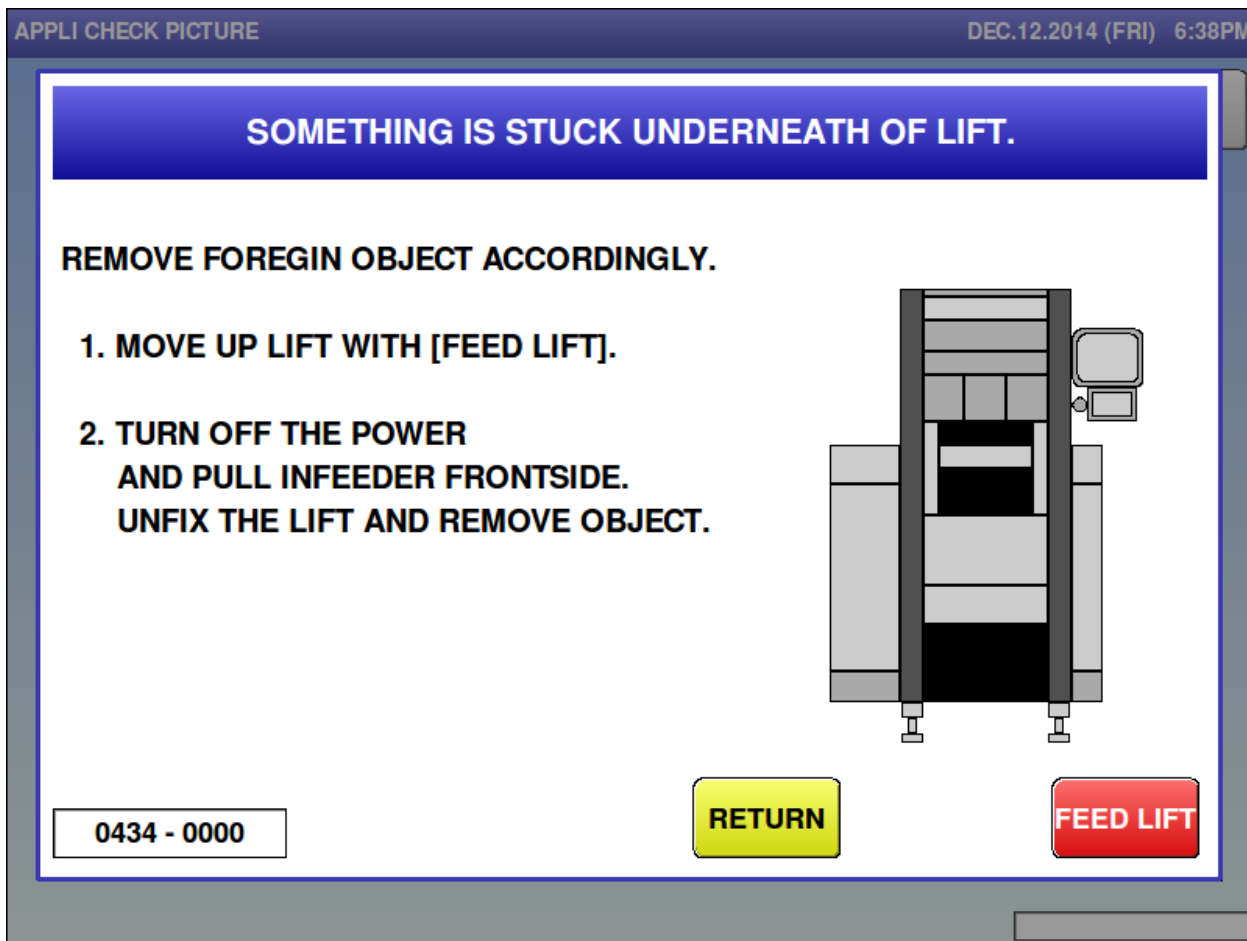 APPLI CHECK PICTURE
DEC.12.2014 (FRI) 6:38PM
SOMETHING IS STUCK UNDERNEATH OF LIFT.
REMOVE FOREGIN OBJECT ACCORDINGLY.
1. MOVE UP LIFT WITH [FEED LIFT].
2. TURN OFF THE POWER
AND PULL INFEEDER FRONTSIDE.
UNFIX THE LIFT AND REMOVE OBJECT.
0434 - 0000
RETURN
FEED LIFT